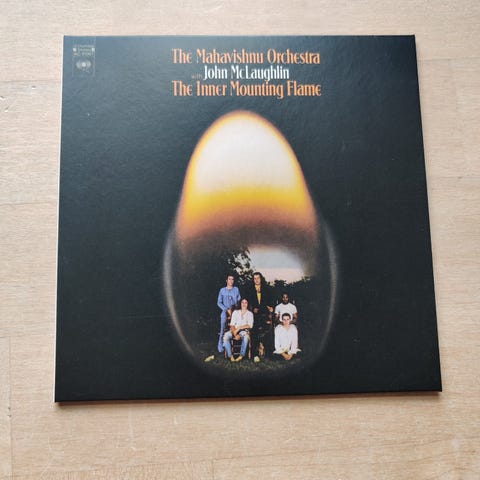 The Mahavishnu Orchestra
with John McLaughlin
The Inner Mounting Flame